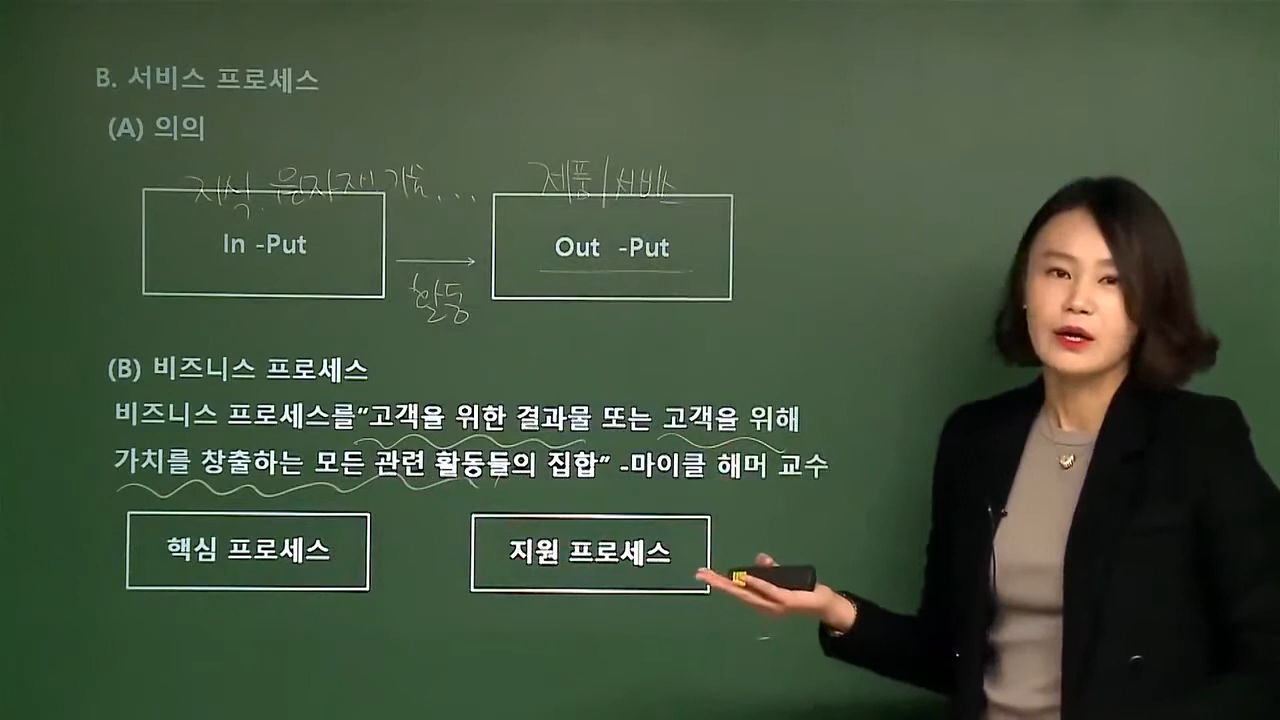 B. 서비스 프로세스
(A) 의의
지식, 원자재 기술... 제품/서비스
In -Put Out -Put
활동
(B) 비즈니스 프로세스
비즈니스 프로세스를"고객을 위한 결과물 또는 고객을 위해
가치를 창출하는 모든 관련 활동들의 집합" -마이클 해머 교수
핵심 프로세스 지원 프로세스